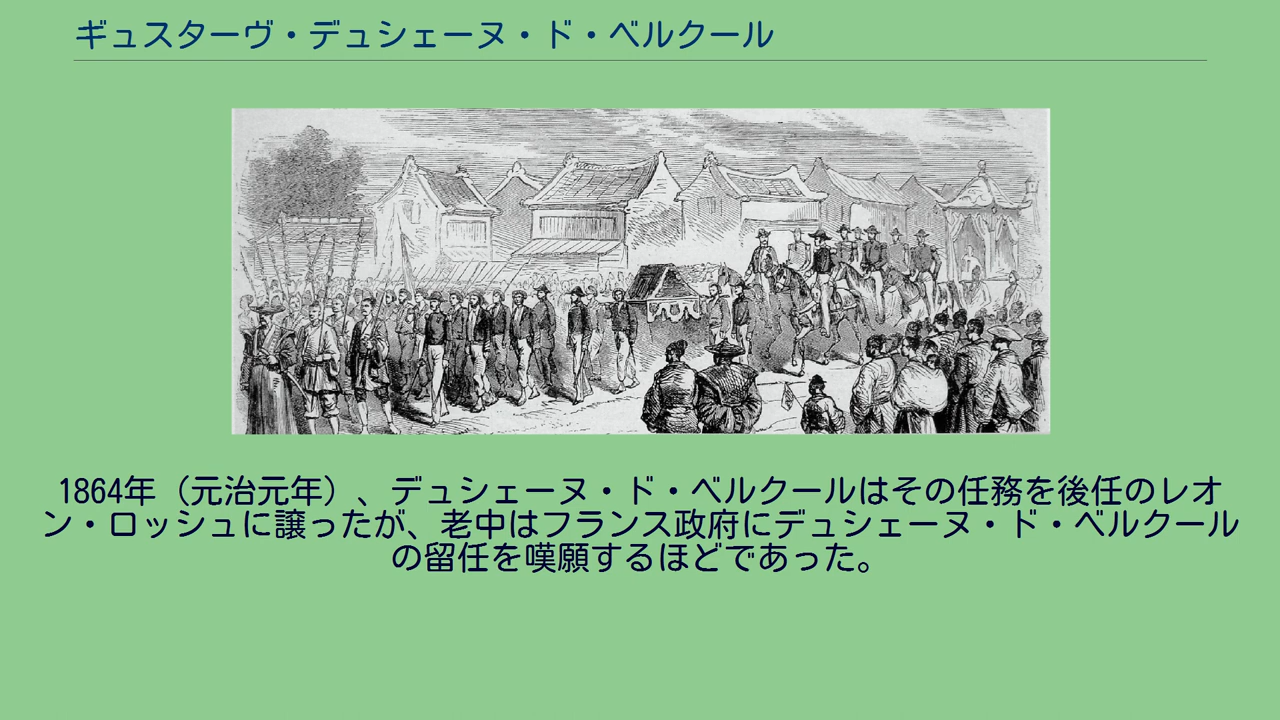 ギュスターヴ・デュシェーヌ・ド・ベルクール
1864年（元治元年）、デュシェーヌ・ド・ベルクールはその任務を後任のレオ
ン・ロッシュに譲ったが、老中はフランス政府にデュシェーヌ・ド・ベルクール
の留任を嘆願するほどであった。